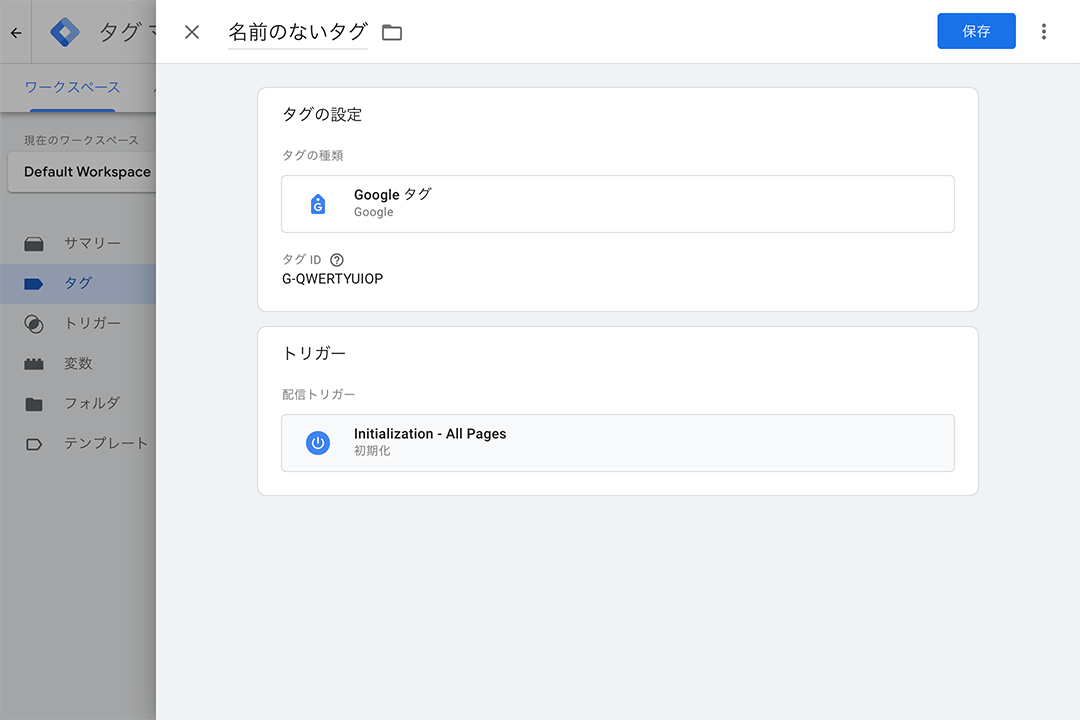 タグ マ
名前のないタグ
保存
ワークスペース
現在のワークスペース
Default Workspace
サマリー
タグ
トリガー
変数
フォルダ
テンプレート
タグの設定
タグの種類
Google タグ
Google
タグ ID
G-QWERTYUIOP
トリガー
配信トリガー
Initialization - All Pages
初期化